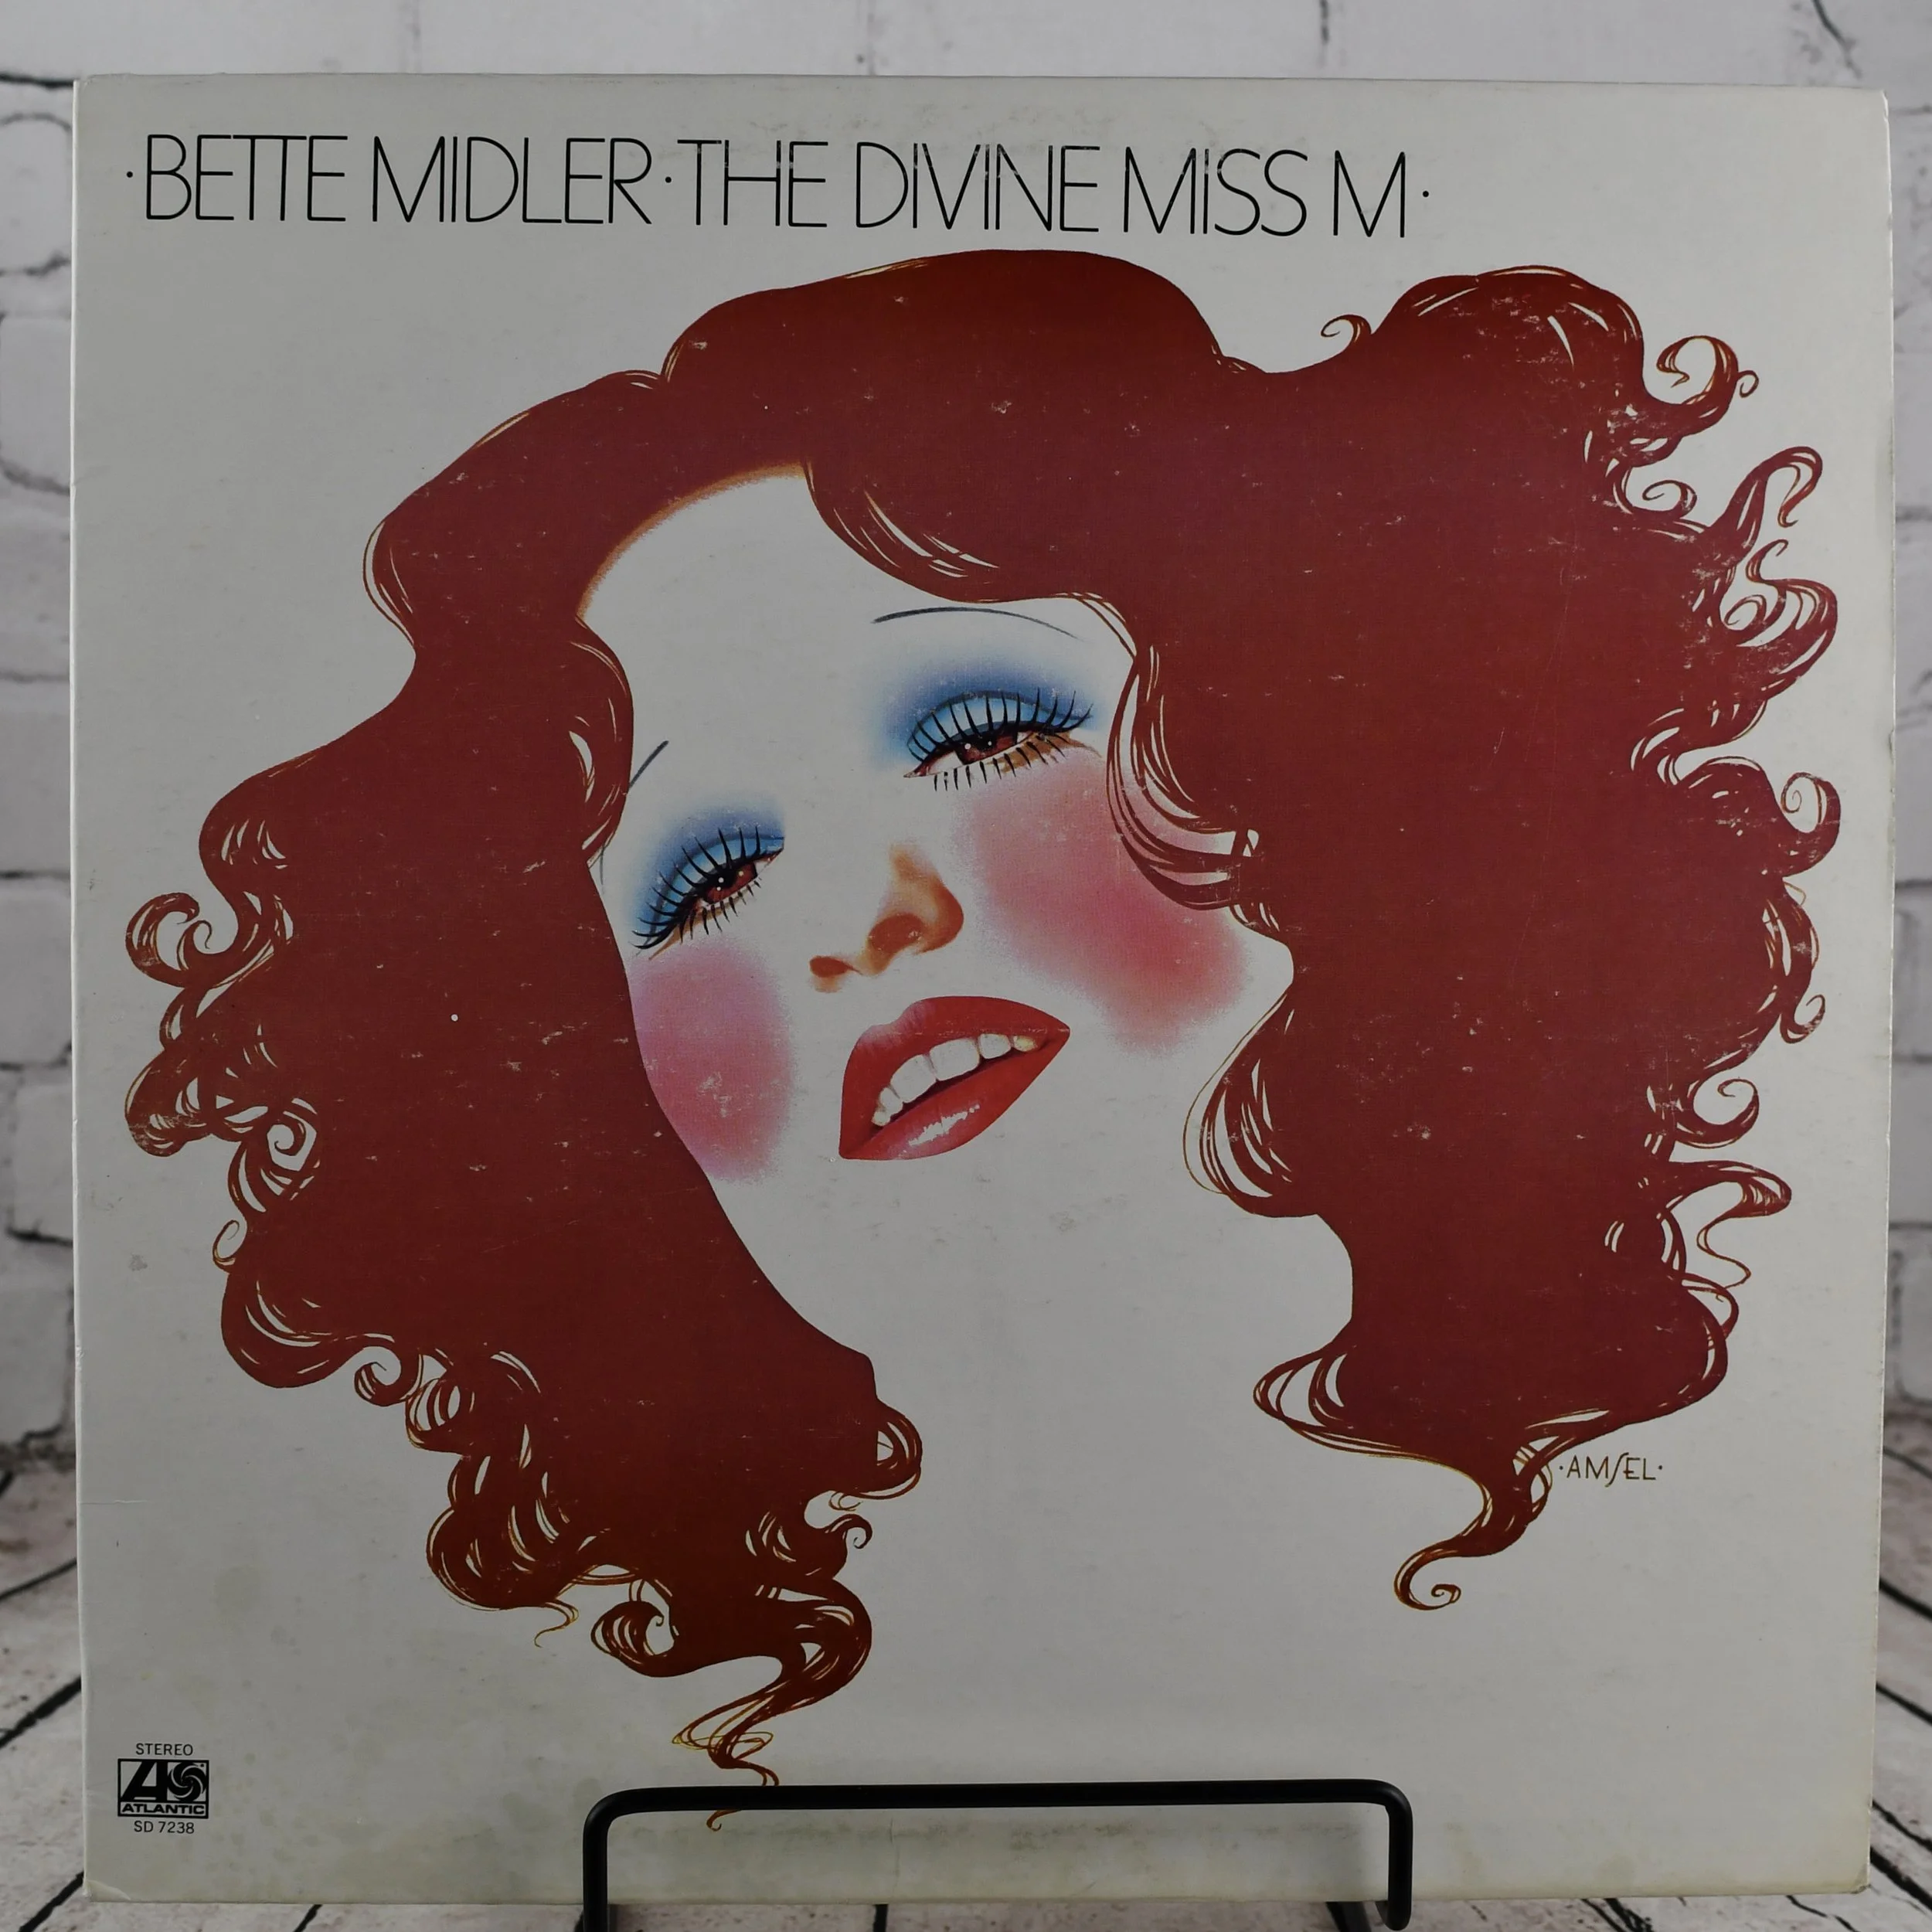 ·BETTE MIDLER·THE DIVINE MISS M·
·AMSEL·
STEREO
ATLANTIC
SD 7238